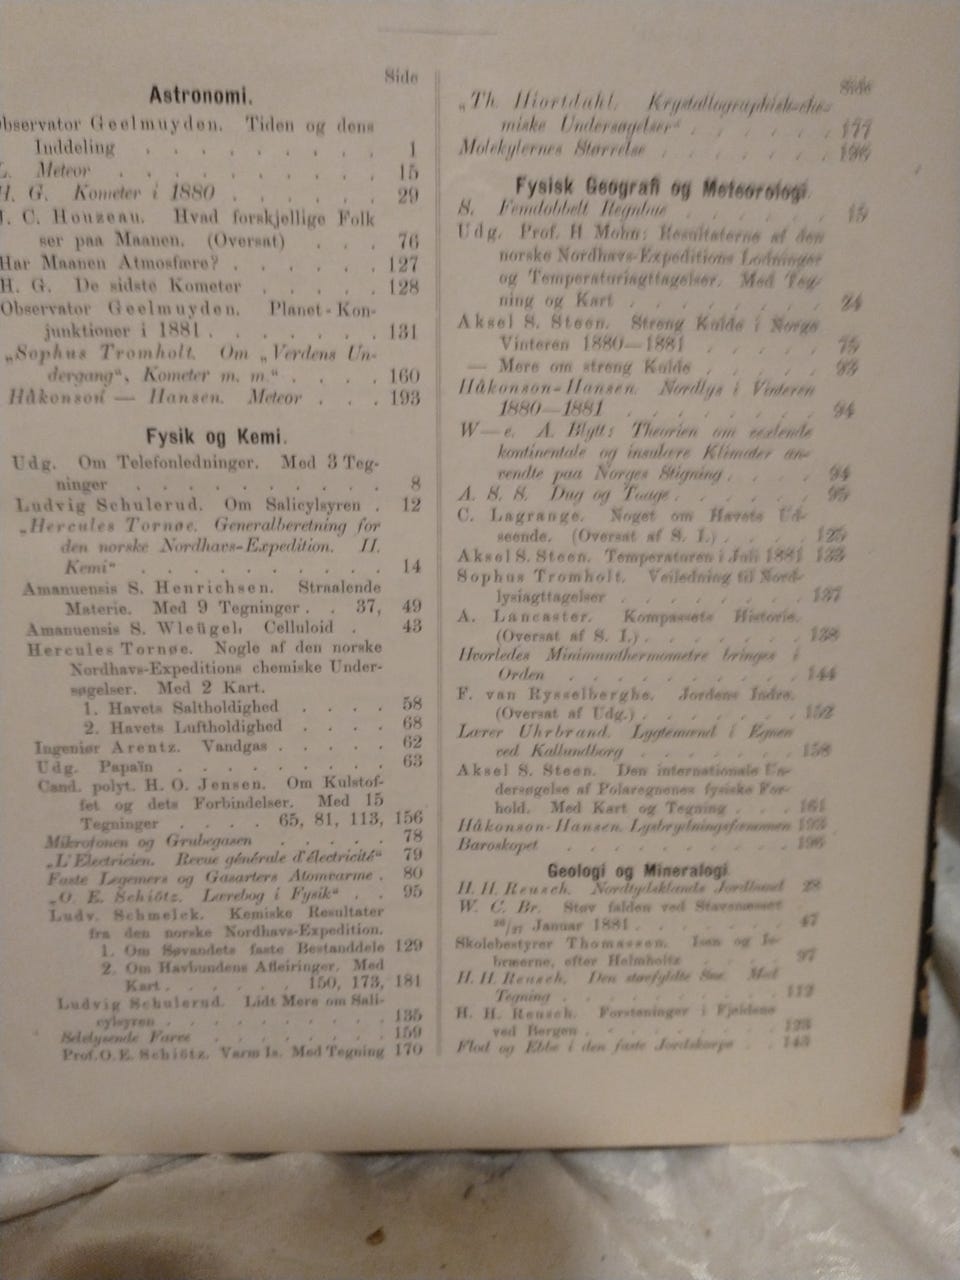 Side
Astronomi.
Observator Geelmuyden. Tiden og dens
Inddeling . . . . . . . . 1
Meteor . . . . . . . . 15
H. G. Kometer i 1880 . . . . . 29
C. Houzeau. Hvad forskjellige Folk
ser paa Maanen. (Oversat) . . . 76
Har Maanen Atmosfære? . . . . . 127
H. G. De sidste Kometer . . . . . 128
Observator Geelmuyden. Planet-Kon-
junktioner i 1881 . . . . . . 131
„Sophus Tromholt. Om „Verdens Un-
dergang“, Kometer m. m.“ . . . . 160
Håkonson — Hansen. Meteor . . . 193
Fysik og Kemi.
Udg. Om Telefonledninger. Med 3 Teg-
ninger . . . . . . . . . . 8
Ludvig Schulerud. Om Salicylsyren . 12
„Hercules Tornøe. Generalberetning for
den norske Nordhavs-Expedition. II.
Kemi“ . . . . . . . . . . 14
Amanuensis S. Henrichsen. Straalende
Materie. Med 9 Tegninger . . 37, 49
Amanuensis S. Wleügel. Celluloid . 43
Hercules Tornøe. Nogle af den norske
Nordhavs-Expeditions chemiske Under-
søgelser. Med 2 Kart.
1. Havets Saltholdighed . . . . 58
2. Havets Luftholdighed . . . . 68
Ingeniør Arentz. Vandgas . . . . . 62
Udg. Papaïn . . . . . . . . . 63
Cand. polyt. H. O. Jensen. Om Kulstof-
fet og dets Forbindelser. Med 15
Tegninger . . . . 65, 81, 113, 156
Mikrofonen og Grubegasen . . . . . 78
„L'Electricien. Revue générale d'électricité“ 79
Faste Legemers og Gasarters Atomvarme . 80
„O. E. Schiötz. Lærebog i Fysik“ . . 95
Ludv. Schmelck. Kemiske Resultater
fra den norske Nordhavs-Expedition.
1. Om Søvandets faste Bestanddele 129
2. Om Havbundens Afleiringer. Med
Kart . . . . . . 150, 173, 181
Ludvig Schulerud. Lidt Mere om Sali-
cylsyren . . . . . . . . . 135
Selvlysende Farve . . . . . . . . 159
Prof. O. E. Schiötz. Varm Is. Med Tegning 170
Side
„Th. Hiortdahl. Krystallographisk-che-
miske Undersøgelser“ . . . . . 177
Molekylernes Størrelse . . . . . . 196
Fysisk Geografi og Meteorologi.
S. Femdobbelt Regnbue . . . . . 15
Udg. Prof. H Mohn: Resultaterne af den
norske Nordhavs-Expeditions Lodninger
og Temperaturiagttagelser. Med Teg-
ning og Kart . . . . . . . 24
Aksel S. Steen. Streng Kulde i Norge
Vinteren 1880—1881 . . . . . 75
— Mere om streng Kulde . . . . 93
Håkonson-Hansen. Nordlys i Vinteren
1880—1881 . . . . . . . . 94
W—e. A. Blytt: Theorien om vexlende
kontinentale og insulære Klimater an-
vendte paa Norges Stigning . . . . 94
A. S. S. Dug og Taage . . . . . . 95
C. Lagrange. Noget om Havets Ud-
seende. (Oversat af S. I.) . . . . 125
Aksel S. Steen. Temperaturen i Juli 1881 133
Sophus Tromholt. Veiledning til Nord-
lysiagttagelser . . . . . . . 137
A. Lancaster. Kompassets Historie.
(Oversat af S. I.) . . . . . . . 138
Hvorledes Minimumthermometre bringes i
Orden . . . . . . . . . . 144
F. van Rysselberghe. Jordens Indre.
(Oversat af Udg.) . . . . . . 152
Lærer Uhrbrand. Lygtemænd i Egnen
ved Kallundborg . . . . . . . 158
Aksel S. Steen. Den internationale Un-
dersøgelse af Polaregnenes fysiske For-
hold. Med Kart og Tegning . . . 161
Håkonson-Hansen. Lysbrydningsfænomen 193
Baroskopet . . . . . . . . . . 196
Geologi og Mineralogi.
H. H. Reusch. Nordtydsklands Jordbund 28
W. C. Br. Støv falden ved
26/27 Januar 1881 . . . . . . . 47
Skolebestyrer Thomassen. Isen og Is-
bræerne, efter Helmholtz . . . . 97
H. H. Reusch. Den Med
Tegning . . . . . . . . . 112
H. H. Reusch. Forsteninger i Fjeldene
ved Bergen . . . . . . . . 123
Flod og Ebbe i den faste Jordskorpe . . 143